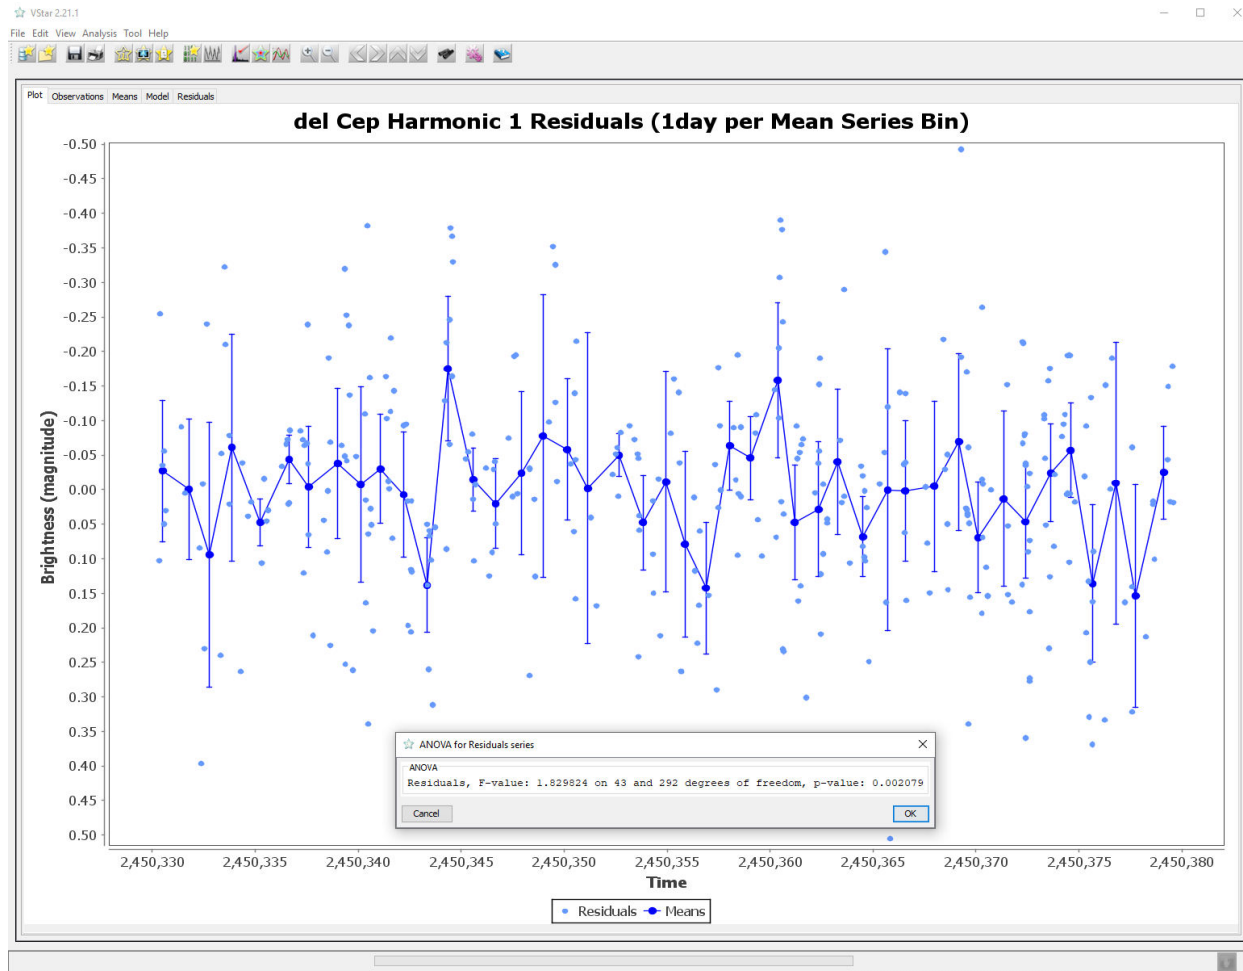 VStar 2.21.1
File Edit View Analysis Tool Help
Plot Observations Means Model Residuals
del Cep Harmonic 1 Residuals (1day per Mean Series Bin)
-0.50
-0.45
-0.40
-0.35
-0.30
-0.25
-0.20
-0.15
-0.10
-0.05
0.00
0.05
0.10
0.15
0.20
0.25
0.30
0.35
0.40
0.45
0.50
Brightness (magnitude)
ANOVA for Residuals series
ANOVA
Residuals, F-value: 1.829824 on 43 and 292 degrees of freedom, p-value: 0.002079
Cancel OK
2,450,330 2,450,335 2,450,340 2,450,345 2,450,350 2,450,355 2,450,360 2,450,365 2,450,370 2,450,375 2,450,380
Time
Residuals Means